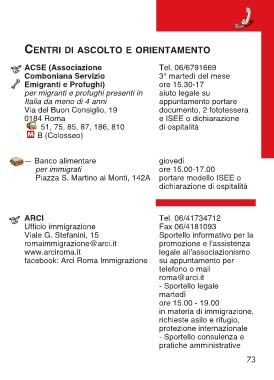 CENTRI DI ASCOLTO E ORIENTAMENTO
ACSE (Associazione
Comboniana Servizio
Emigranti e Profughi)
per migranti e profughi presenti in
Italia da meno di 4 anni
Via del Buon Consiglio, 19
0184 Roma
51, 75, 85, 87, 186, 810
M B (Colosseo)
Tel. 06/6791669
3° martedì del mese
ore 15.30-17
aiuto legale su
appuntamento portare
documento, 2 fototessera
e ISEE o dichiarazione
di ospitalità
— Banco alimentare
per immigrati
Piazza S. Martino ai Monti, 142A
giovedì
ore 15.00-17.00
portare modello ISEE o
dichiarazione di ospitalità
ARCI
Ufficio immigrazione
Viale G. Stefanini, 15
romaimmigrazione@arci.it
www.arciroma.it
facebook: Arci Roma Immigrazione
Tel. 06/41734712
Fax 06/4181093
Sportello informativo per la
promozione e l'assistenza
legale all'associazionismo
su appuntamento per
telefono o mail
roma@arci.it
- Sportello legale
martedì
ore 15.00 - 19.00
in materia di immigrazione,
richieste asilo e rifugio,
protezione internazionale
- Sportello consulenza e
pratiche amministrative
73